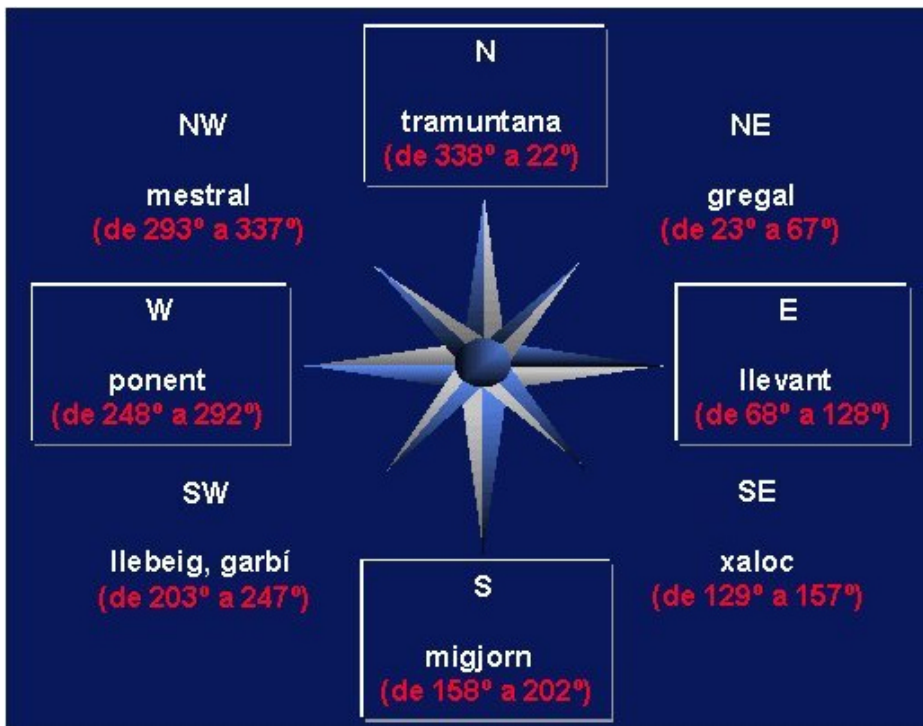 N
tramuntana
(de 338º a 22º)
NW
mestral
(de 293º a 337º)
NE
gregal
(de 23º a 67º)
W
ponent
(de 248º a 292º)
E
llevant
(de 68º a 128º)
SW
llebeig, garbí
(de 203º a 247º)
SE
xaloc
(de 129º a 157º)
S
migjorn
(de 158º a 202º)